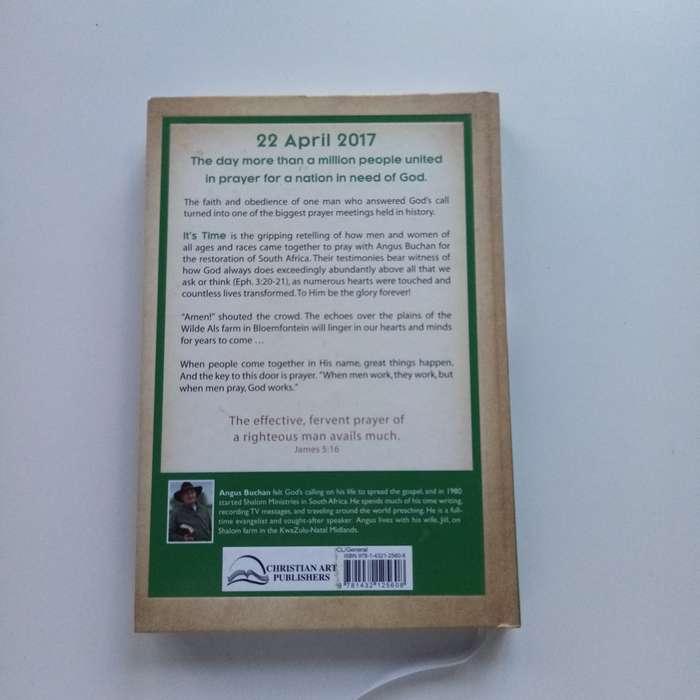 22 April 2017
The day more than a million people united
in prayer for a nation in need of God.
The faith and obedience of one man who answered God's call
turned into one of the biggest prayer meetings held in history.
It's Time is the gripping retelling of how men and women of
all ages and races came together to pray with Angus Buchan for
the restoration of South Africa. Their testimonies bear witness of
how God always does exceedingly abundantly above all that we
ask or think (Eph. 3:20-21), as numerous hearts were touched and
countless lives transformed. To Him be the glory forever!
"Amen!" shouted the crowd. The echoes over the plains of the
Wilde Als farm in Bloemfontein will linger in our hearts and minds
for years to come ...
When people come together in His name, great things happen.
And the key to this door is prayer. "When men work, they work, but
when men pray, God works."
The effective, fervent prayer of
a righteous man avails much.
James 5:16
Angus Buchan felt God's calling on his life to spread the gospel, and in 1980
started Shalom Ministries in South Africa. He spends much of his time writing,
recording TV messages, and traveling around the world preaching. He is a full-
time evangelist and sought-after speaker. Angus lives with his wife, Jill, on
Shalom farm in the KwaZulu-Natal Midlands.
CHRISTIAN ART
PUBLISHERS
CL/General
ISBN 978-1-4321-2560-8
9 781432 125608